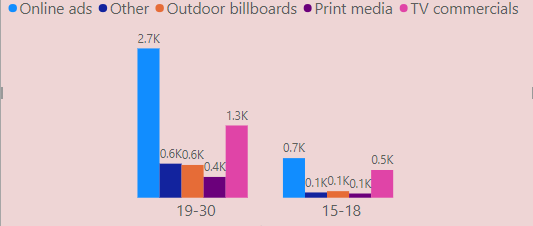 Online ads Other Outdoor billboards Print media TV commercials
2.7K
1.3K
0.6K 0.6K
0.4K
0.7K
0.5K
0.1K 0.1K 0.1K
19-30 15-18